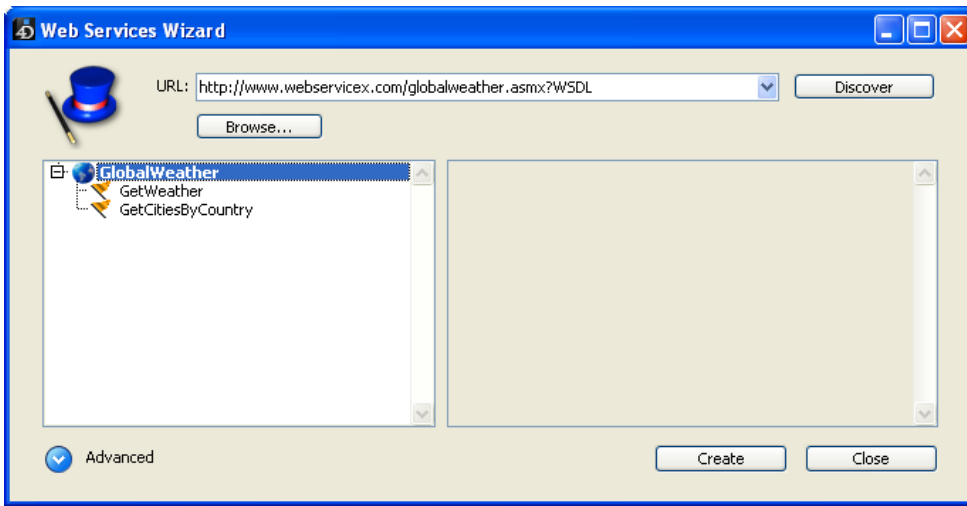 4D Web Services Wizard
URL: http://www.webservicex.com/globalweather.asmx?WSDL Discover
Browse...
GlobalWeather
GetWeather
GetCitiesByCountry
Advanced Create Close